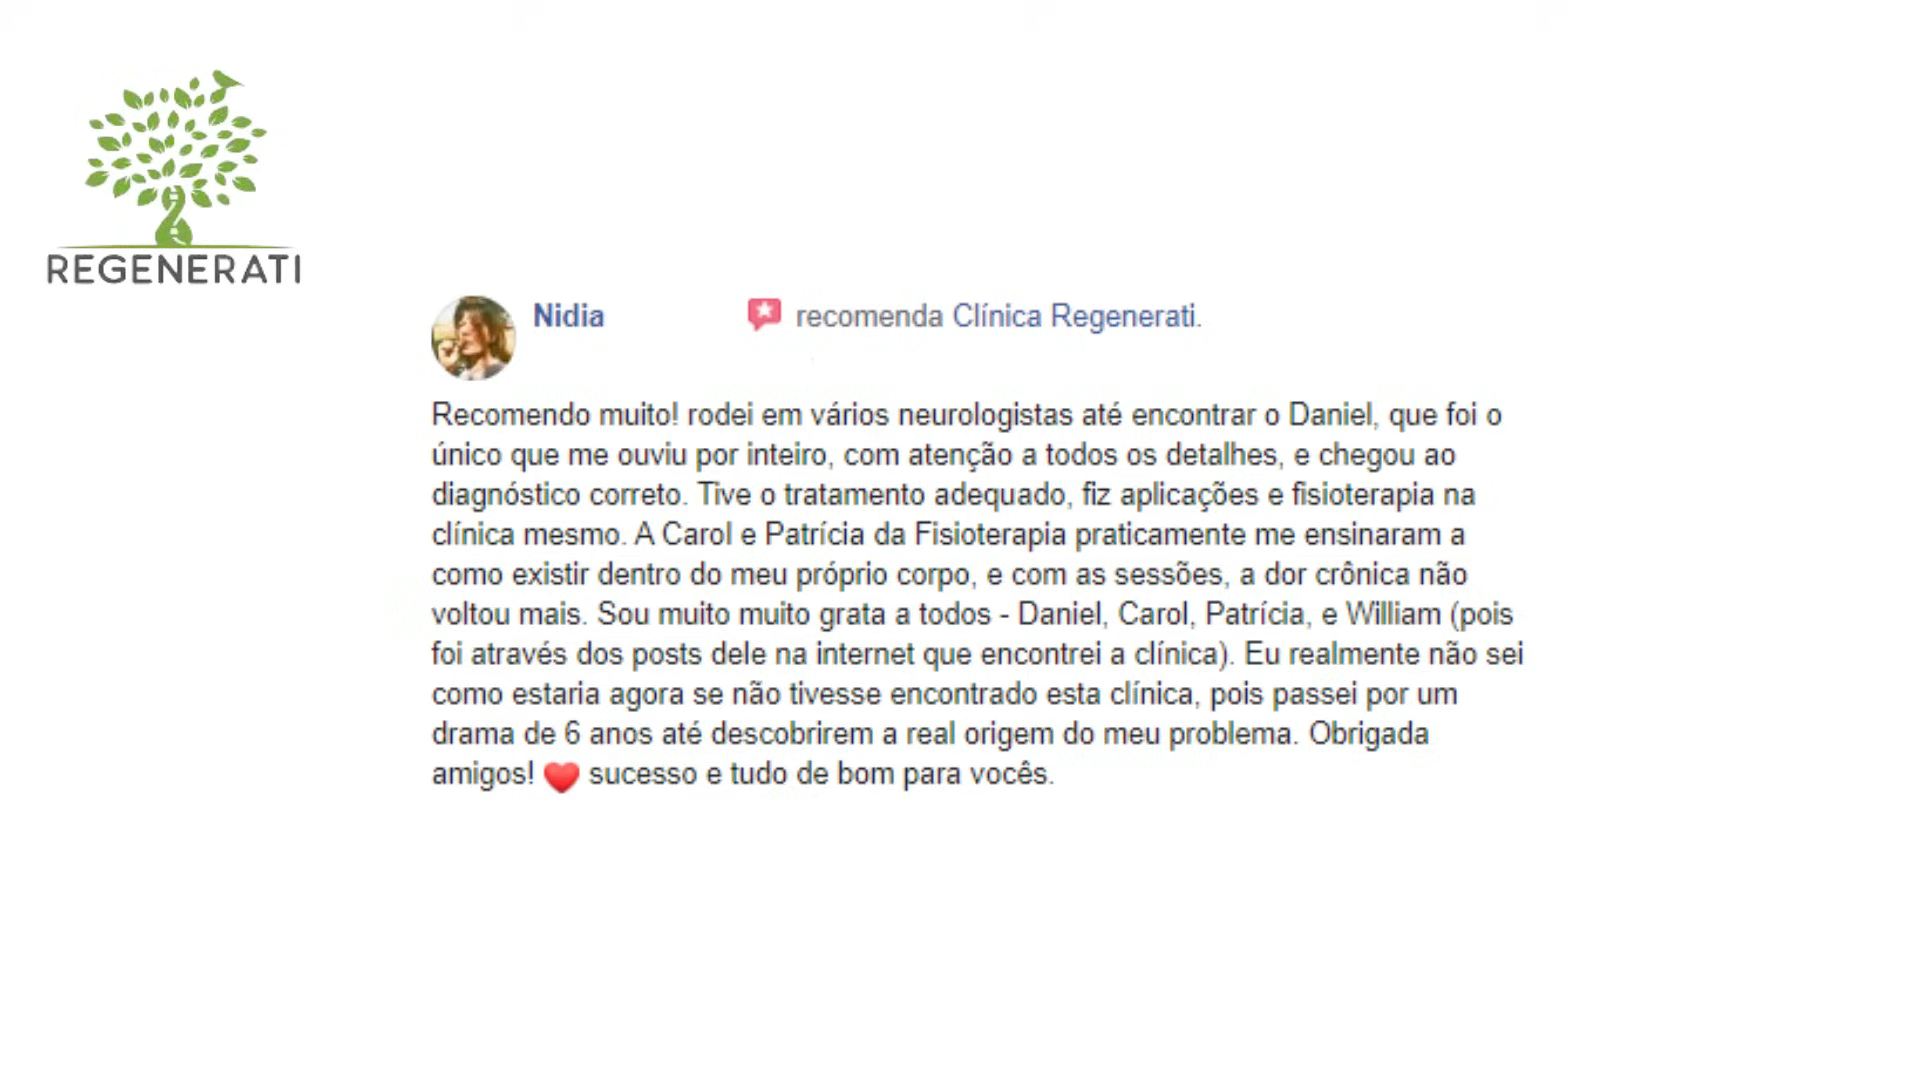 REGENERATI
Nidia recomenda Clínica Regenerati.
Recomendo muito! rodei em vários neurologistas até encontrar o Daniel, que foi o
único que me ouviu por inteiro, com atenção a todos os detalhes, e chegou ao
diagnóstico correto. Tive o tratamento adequado, fiz aplicações e fisioterapia na
clínica mesmo. A Carol e Patrícia da Fisioterapia praticamente me ensinaram a
como existir dentro do meu próprio corpo, e com as sessões, a dor crônica não
voltou mais. Sou muito muito grata a todos - Daniel, Carol, Patrícia, e William (pois
foi através dos posts dele na internet que encontrei a clínica). Eu realmente não sei
como estaria agora se não tivesse encontrado esta clínica, pois passei por um
drama de 6 anos até descobrirem a real origem do meu problema. Obrigada
amigos! ❤️ sucesso e tudo de bom para vocês.